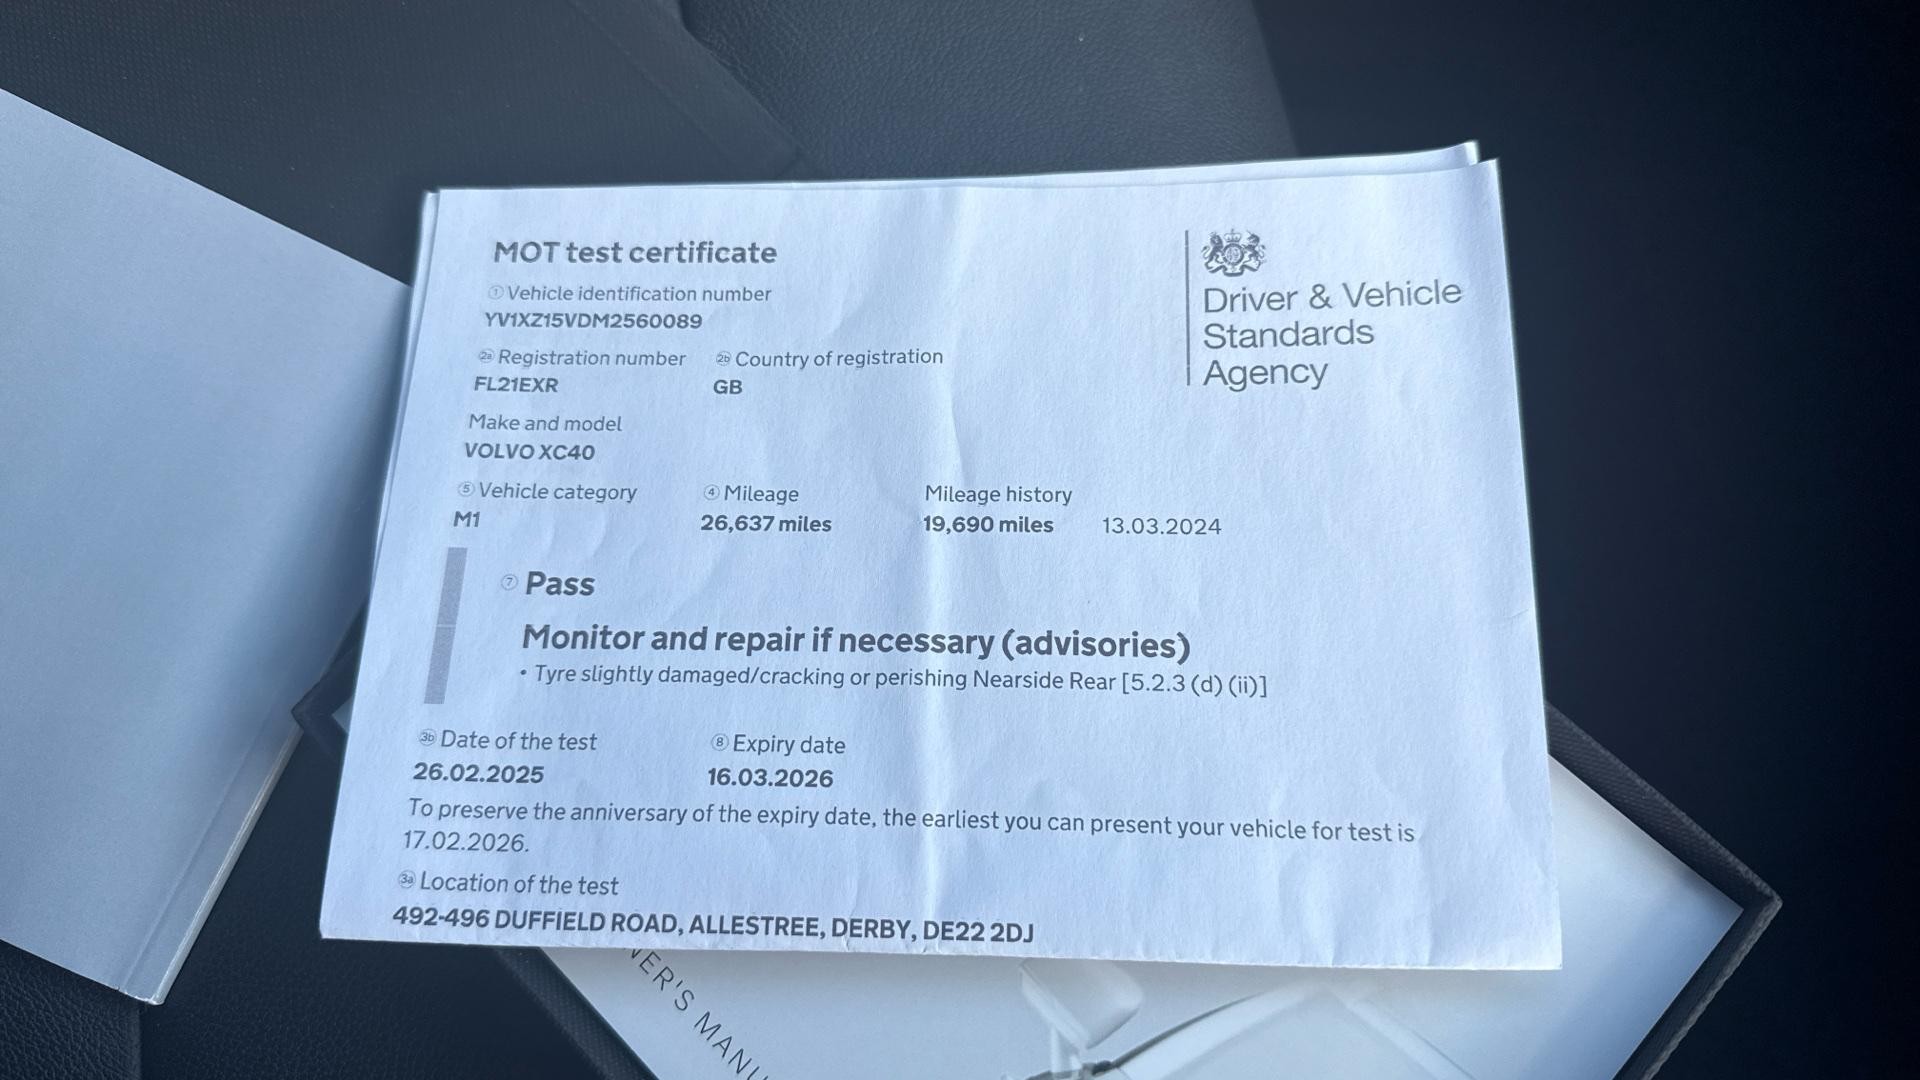 MOT test certificate
1 Vehicle identification number
YV1XZ15VDM2560089
2a Registration number 2b Country of registration
FL21EXR GB
Make and model
VOLVO XC40
5 Vehicle category 4 Mileage Mileage history
M1 26,637 miles 19,690 miles 13.03.2024
7 Pass
Monitor and repair if necessary (advisories)
• Tyre slightly damaged/cracking or perishing Nearside Rear [5.2.3 (d) (ii)]
3b Date of the test 8 Expiry date
26.02.2025 16.03.2026
To preserve the anniversary of the expiry date, the earliest you can present your vehicle for test is
17.02.2026.
3a Location of the test
492-496 DUFFIELD ROAD, ALLESTREE, DERBY, DE22 2DJ
Driver & Vehicle
Standards
Agency
NER'S MANU